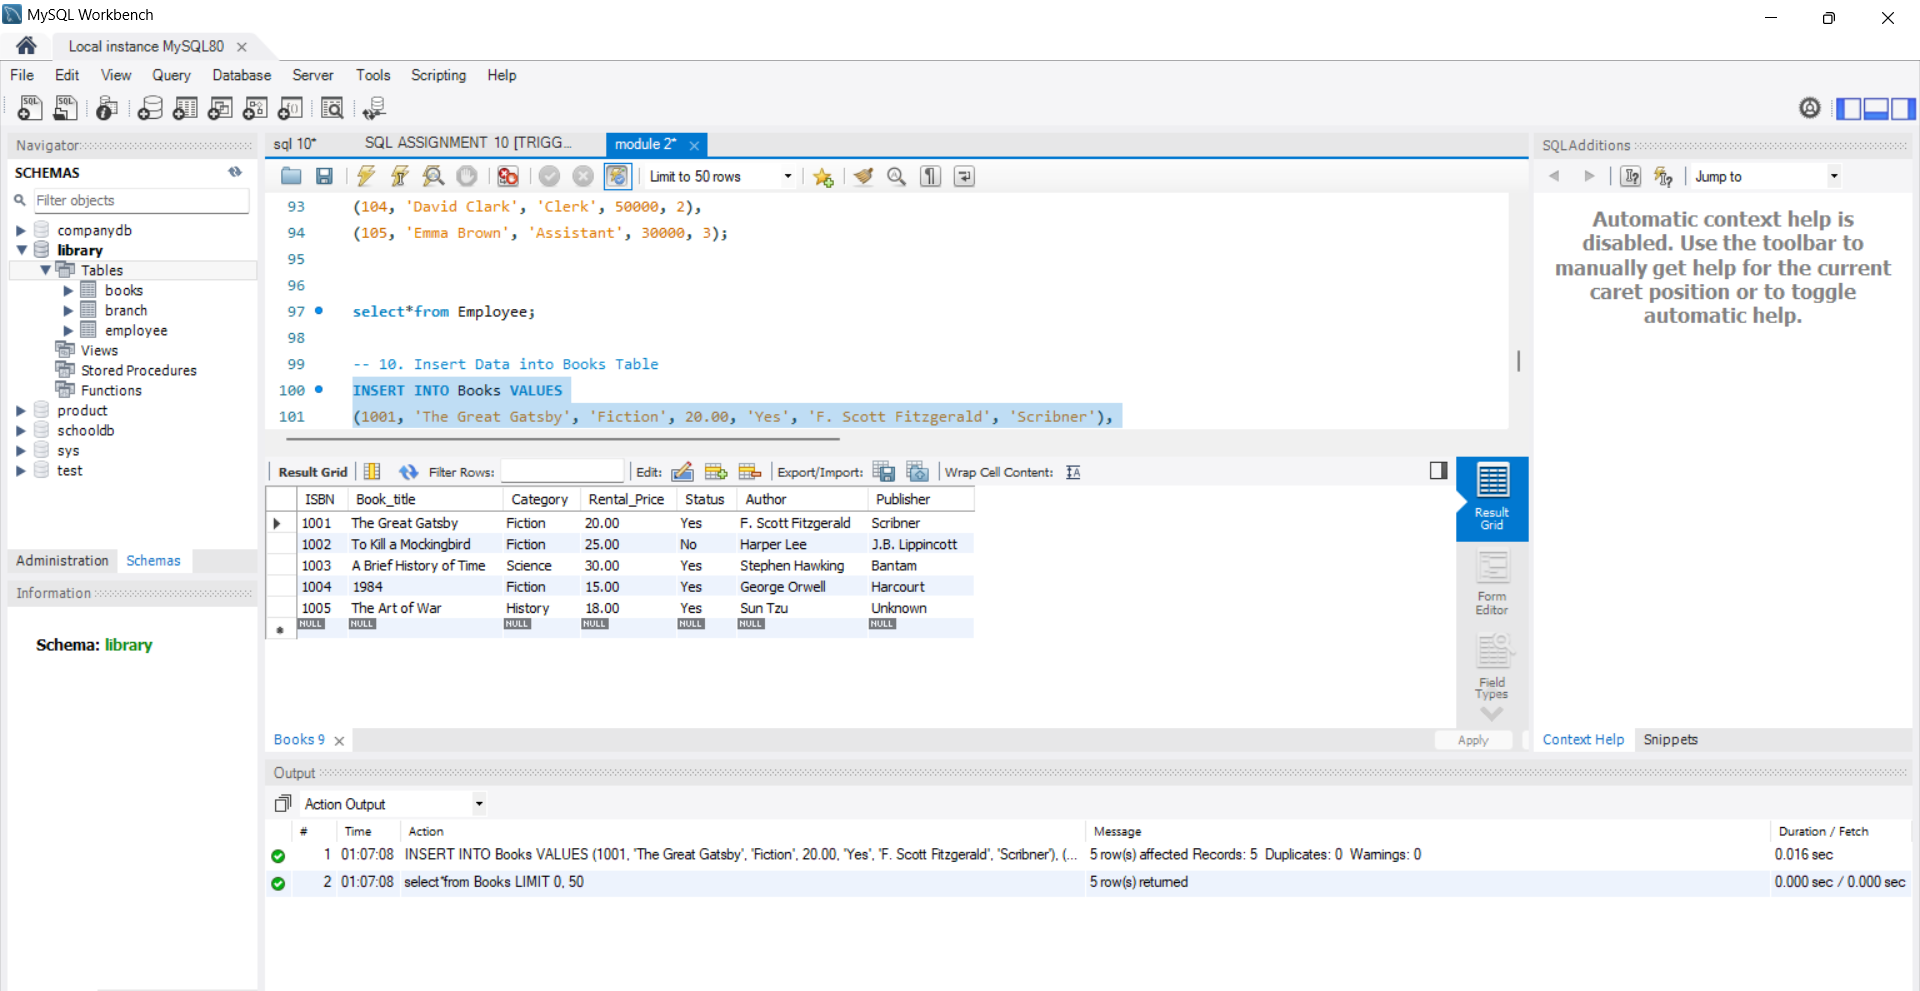 MySQL Workbench
Local instance MySQL80
File Edit View Query Database Server Tools Scripting Help
Navigator
SCHEMAS
Filter objects
companydb
library
Tables
books
branch
employee
Views
Stored Procedures
Functions
product
schooldb
sys
test
Administration Schemas
Information
Schema: library
sql 10* SQL ASSIGNMENT 10 [TRIGG... module 2*
Limit to 50 rows
93 (104, 'David Clark', 'Clerk', 50000, 2),
94 (105, 'Emma Brown', 'Assistant', 30000, 3);
95
96
97 select*from Employee;
98
99 -- 10. Insert Data into Books Table
100 INSERT INTO Books VALUES
101 (1001, 'The Great Gatsby', 'Fiction', 20.00, 'Yes', 'F. Scott Fitzgerald', 'Scribner'),
Result Grid Filter Rows: Edit: Export/Import: Wrap Cell Content:
ISBN Book_title Category Rental_Price Status Author Publisher
1001 The Great Gatsby Fiction 20.00 Yes F. Scott Fitzgerald Scribner
1002 To Kill a Mockingbird Fiction 25.00 No Harper Lee J.B. Lippincott
1003 A Brief History of Time Science 30.00 Yes Stephen Hawking Bantam
1004 1984 Fiction 15.00 Yes George Orwell Harcourt
1005 The Art of War History 18.00 Yes Sun Tzu Unknown
NULL NULL NULL NULL NULL NULL NULL
Result
Grid
Form
Editor
Field
Types
Books 9
Apply
SQLAdditions
Jump to
Automatic context help is
disabled. Use the toolbar to
manually get help for the current
caret position or to toggle
automatic help.
Context Help Snippets
Output
Action Output
# Time Action Message Duration / Fetch
1 01:07:08 INSERT INTO Books VALUES (1001, 'The Great Gatsby', 'Fiction', 20.00, 'Yes', 'F. Scott Fitzgerald', 'Scribner'), (... 5 row(s) affected Records: 5 Duplicates: 0 Warnings: 0 0.016 sec
2 01:07:08 select*from Books LIMIT 0, 50 5 row(s) returned 0.000 sec / 0.000 sec